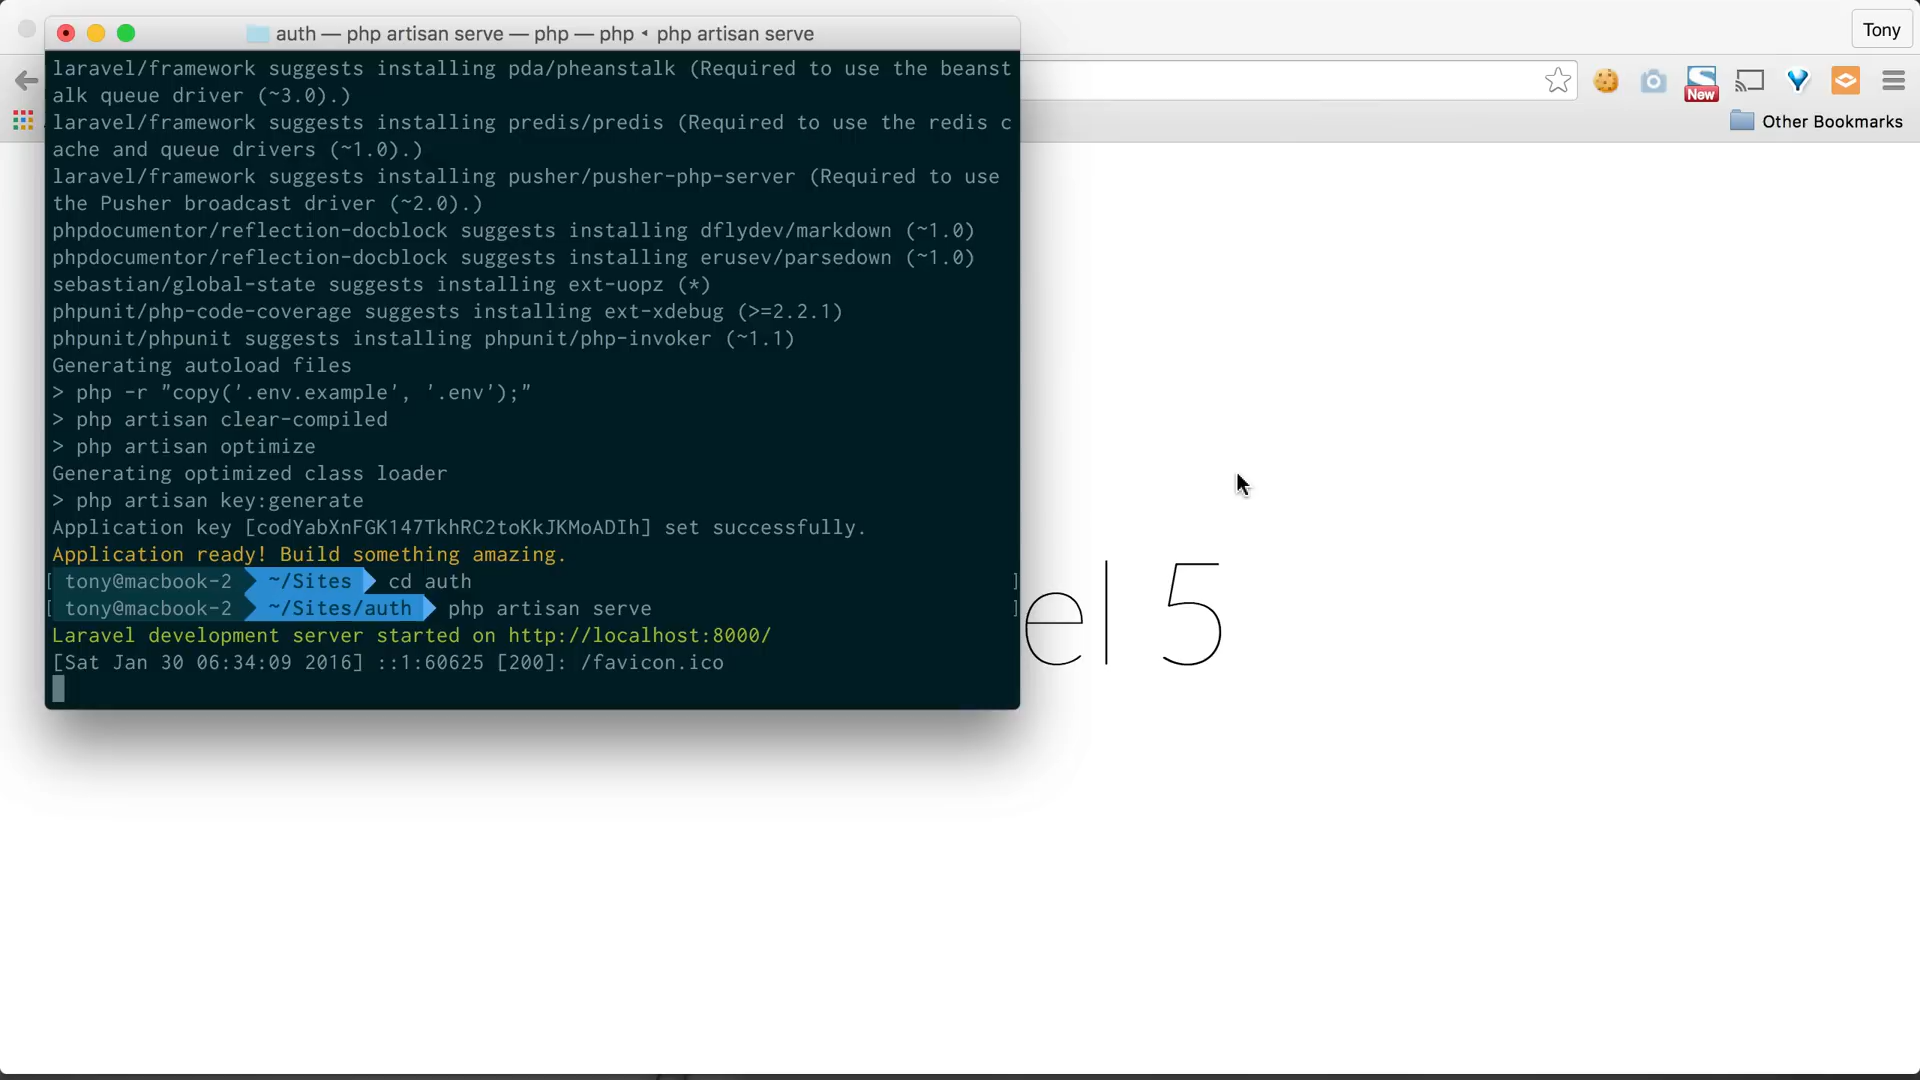 auth — php artisan serve — php — php ◂ php artisan serve
Tony
New
Other Bookmarks
laravel/framework suggests installing pda/pheanstalk (Required to use the beanst
alk queue driver (~3.0).)
laravel/framework suggests installing predis/predis (Required to use the redis c
ache and queue drivers (~1.0).)
laravel/framework suggests installing pusher/pusher-php-server (Required to use
the Pusher broadcast driver (~2.0).)
phpdocumentor/reflection-docblock suggests installing dflydev/markdown (~1.0)
phpdocumentor/reflection-docblock suggests installing erusev/parsedown (~1.0)
sebastian/global-state suggests installing ext-uopz (*)
phpunit/php-code-coverage suggests installing ext-xdebug (>=2.2.1)
phpunit/phpunit suggests installing phpunit/php-invoker (~1.1)
Generating autoload files
> php -r "copy('.env.example', '.env');"
> php artisan clear-compiled
> php artisan optimize
Generating optimized class loader
> php artisan key:generate
Application key [codYabXnFGK147TkhRC2toKkJKMoADIh] set successfully.
Application ready! Build something amazing.
[ tony@macbook-2 ~/Sites cd auth ]
[ tony@macbook-2 ~/Sites/auth php artisan serve ]
Laravel development server started on http://localhost:8000/
[Sat Jan 30 06:34:09 2016] ::1:60625 [200]: /favicon.ico
el 5